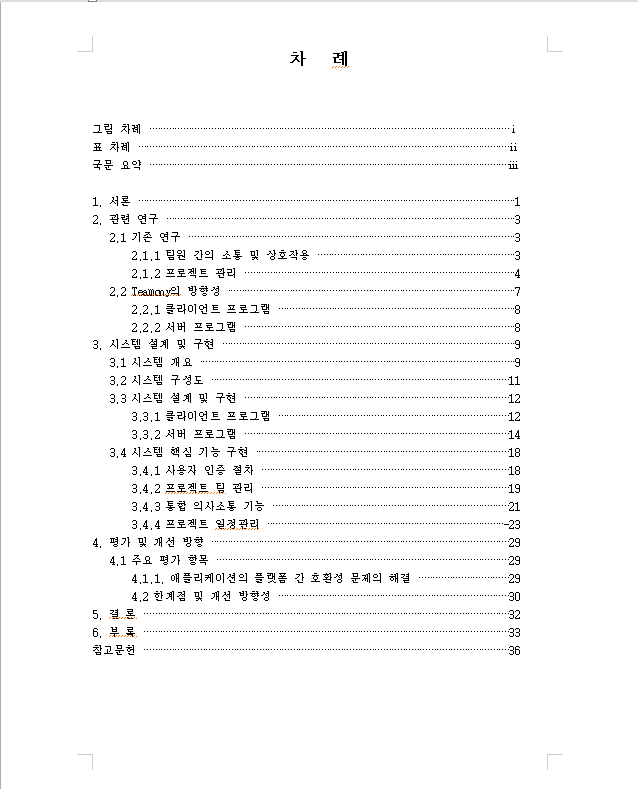 차 례
그림 차례 i
표 차례 ii
국문 요약 iii
1. 서론 1
2. 관련 연구 3
2.1 기존 연구 3
2.1.1 팀원 간의 소통 및 상호작용 3
2.1.2 프로젝트 관리 4
2.2 Teamony의 방향성 7
2.2.1 클라이언트 프로그램 8
2.2.2 서버 프로그램 8
3. 시스템 설계 및 구현 9
3.1 시스템 개요 9
3.2 시스템 구성도 11
3.3 시스템 설계 및 구현 12
3.3.1 클라이언트 프로그램 12
3.3.2 서버 프로그램 14
3.4 시스템 핵심 기능 구현 18
3.4.1 사용자 인증 절차 18
3.4.2 프로젝트 팀 관리 19
3.4.3 통합 의사소통 기능 21
3.4.4 프로젝트 일정관리 23
4. 평가 및 개선 방향 29
4.1 주요 평가 항목 29
4.1.1. 애플리케이션의 플랫폼 간 호환성 문제의 해결 29
4.2 한계점 및 개선 방향성 30
5. 결 론 32
6. 부 록 33
참고문헌 36